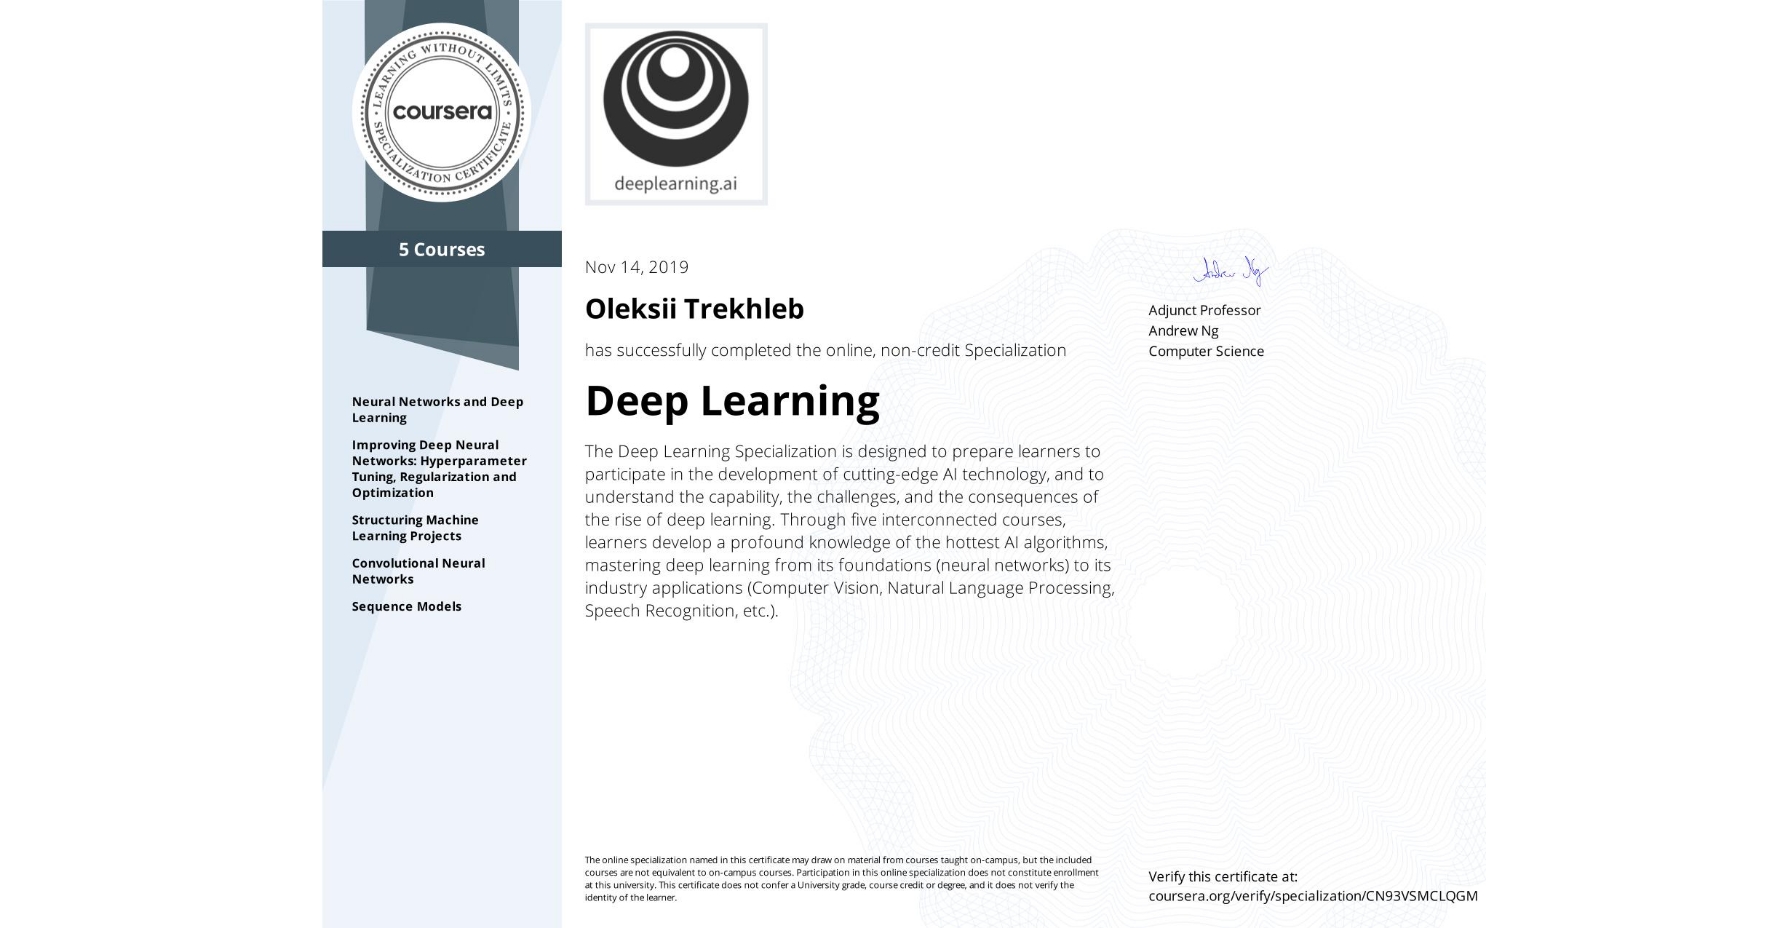 LEARNING WITHOUT LIMITS
coursera
SPECIALIZATION CERTIFICATE
5 Courses
Neural Networks and Deep
Learning
Improving Deep Neural
Networks: Hyperparameter
Tuning, Regularization and
Optimization
Structuring Machine
Learning Projects
Convolutional Neural
Networks
Sequence Models
deeplearning.ai
Nov 14, 2019
Oleksii Trekhleb
has successfully completed the online, non-credit Specialization
Deep Learning
The Deep Learning Specialization is designed to prepare learners to
participate in the development of cutting-edge AI technology, and to
understand the capability, the challenges, and the consequences of
the rise of deep learning. Through five interconnected courses,
learners develop a profound knowledge of the hottest AI algorithms,
mastering deep learning from its foundations (neural networks) to its
industry applications (Computer Vision, Natural Language Processing,
Speech Recognition, etc.).
Andrew Ng
Adjunct Professor
Andrew Ng
Computer Science
The online specialization named in this certificate may draw on material from courses taught on-campus, but the included
courses are not equivalent to on-campus courses. Participation in this online specialization does not constitute enrollment
at this university. This certificate does not confer a University grade, course credit or degree, and it does not verify the
identity of the learner.
Verify this certificate at:
coursera.org/verify/specialization/CN93VSMCLQGM